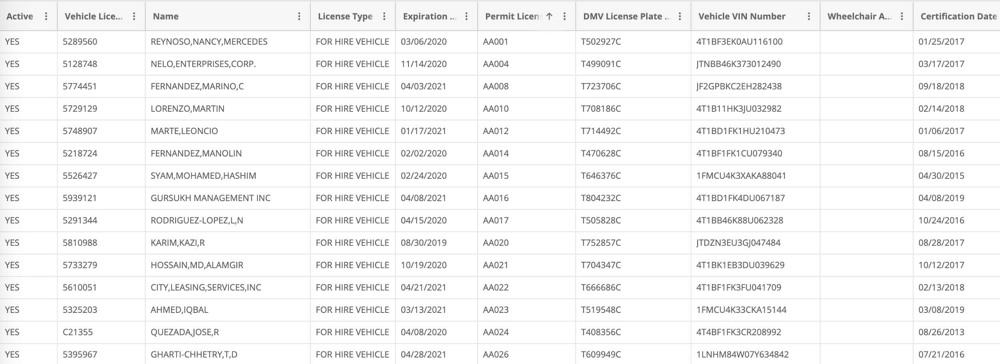 Active Vehicle Lice... Name License Type Expiration ... Permit Licens DMV License Plate ... Vehicle VIN Number Wheelchair A... Certification Date
YES 5289560 REYNOSO,NANCY,MERCEDES FOR HIRE VEHICLE 03/06/2020 AA001 T502927C 4T1BF3EK0AU116100 01/25/2017
YES 5128748 NELO,ENTERPRISES,CORP. FOR HIRE VEHICLE 11/14/2020 AA004 T499091C JTNBB46K373012490 03/17/2017
YES 5774451 FERNANDEZ,MARINO,C FOR HIRE VEHICLE 04/03/2021 AA008 T723706C JF2GPBKC2EH282438 09/18/2018
YES 5729129 LORENZO,MARTIN FOR HIRE VEHICLE 10/12/2020 AA010 T708186C 4T1B11HK3JU032982 02/14/2018
YES 5748907 MARTE,LEONCIO FOR HIRE VEHICLE 01/17/2021 AA012 T714492C 4T1BD1FK1HU210473 01/06/2017
YES 5218724 FERNANDEZ,MANOLIN FOR HIRE VEHICLE 02/02/2020 AA014 T470628C 4T1BF1FK1CU079340 08/15/2016
YES 5526427 SYAM,MOHAMED,HASHIM FOR HIRE VEHICLE 02/24/2020 AA015 T646376C 1FMCU4K3XAKA88041 04/30/2015
YES 5939121 GURSUKH MANAGEMENT INC FOR HIRE VEHICLE 04/08/2021 AA016 T804232C 4T1BD1FK4DU067187 04/08/2019
YES 5291344 RODRIGUEZ-LOPEZ,L,N FOR HIRE VEHICLE 04/15/2020 AA017 T505828C 4T1BB46K88U062328 10/24/2016
YES 5810988 KARIM,KAZI,R FOR HIRE VEHICLE 08/30/2019 AA020 T752857C JTDZN3EU3GJ047484 08/28/2017
YES 5733279 HOSSAIN,MD,ALAMGIR FOR HIRE VEHICLE 10/19/2020 AA021 T704347C 4T1BK1EB3DU039629 10/12/2017
YES 5610051 CITY,LEASING,SERVICES,INC FOR HIRE VEHICLE 04/21/2021 AA022 T666686C 4T1BF1FK3FU041709 02/13/2018
YES 5325203 AHMED,IQBAL FOR HIRE VEHICLE 03/13/2021 AA023 T519548C 1FMCU4K33CKA15144 03/08/2019
YES C21355 QUEZADA,JOSE,R FOR HIRE VEHICLE 04/08/2020 AA024 T408356C 4T4BF1FK3CR208992 08/26/2013
YES 5395967 GHARTI-CHHETRY,T,D FOR HIRE VEHICLE 04/28/2021 AA026 T609949C 1LNHM84W07Y634842 07/21/2016